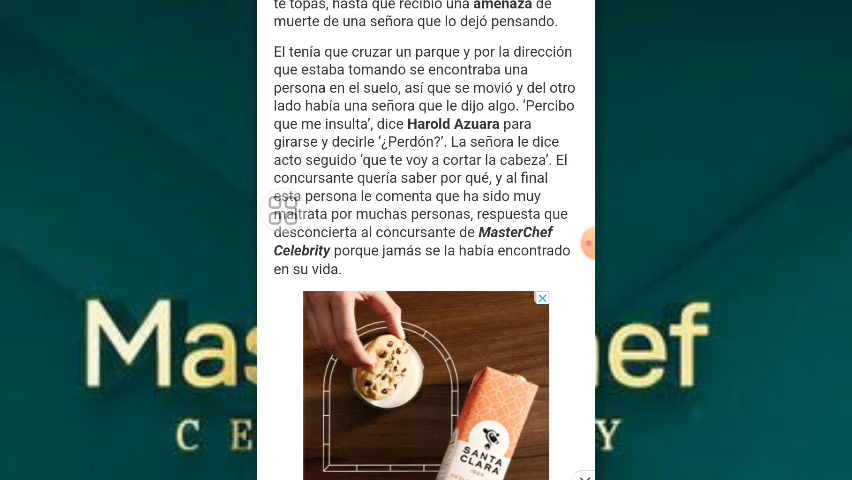 te topas, hasta que recibió una amenaza de
muerte de una señora que lo dejó pensando.
El tenía que cruzar un parque y por la dirección
que estaba tomando se encontraba una
persona en el suelo, así que se movió y del otro
lado había una señora que le dijo algo. ‘Percibo
que me insulta’, dice Harold Azuara para
girarse y decirle ‘¿Perdón?’. La señora le dice
acto seguido ‘que te voy a cortar la cabeza’. El
concursante quería saber por qué, y al final
esta persona le comenta que ha sido muy
maltrata por muchas personas, respuesta que
desconcierta al concursante de MasterChef
Celebrity porque jamás se la había encontrado
en su vida.
Mas ef
C E Y
SANTA
CLARA